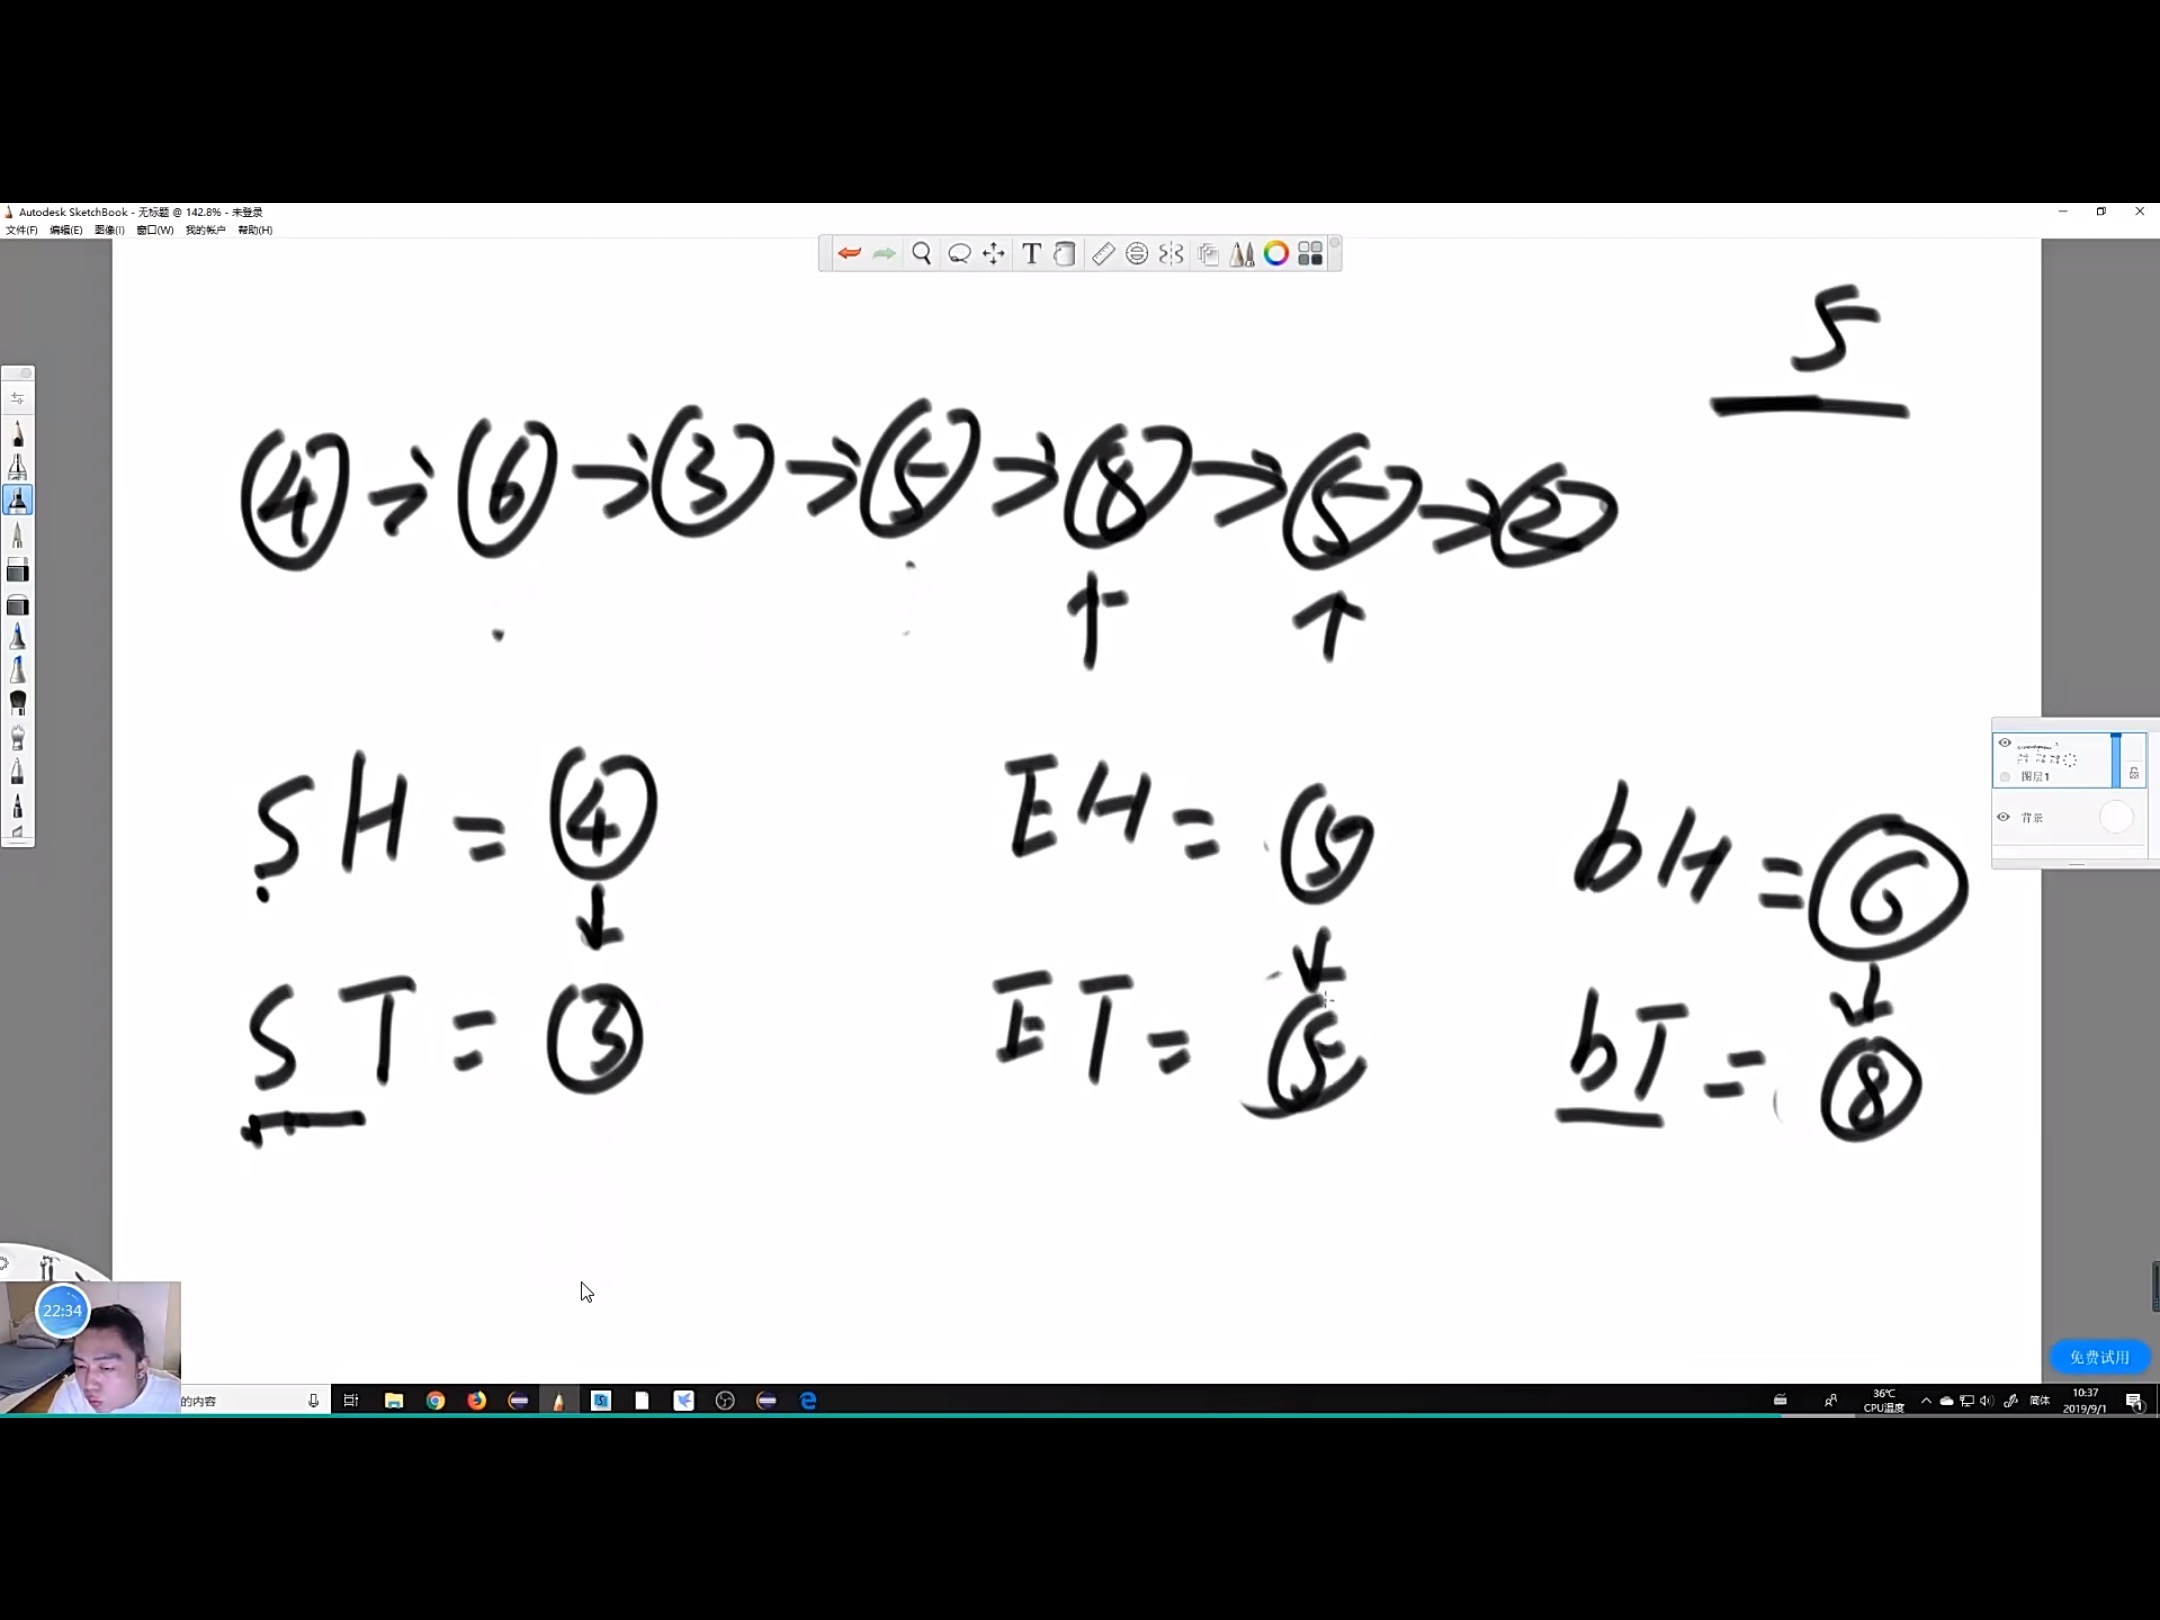 Autodesk SketchBook - 无标题 @ 142.8% - 未登录
文件(F) 编辑(E) 图像(I) 窗口(W) 我的帐户 帮助(H)
T
5
4 → 6 → 3 → 5 → 8 → 5 → 2
SH = 4
EH = 5
bH = 6
ST = 3
ET = 5
bT = 8
图层1
背景
22:34
免费试用
的内容
36℃
CPU温度
简体
10:37
2019/9/1
1